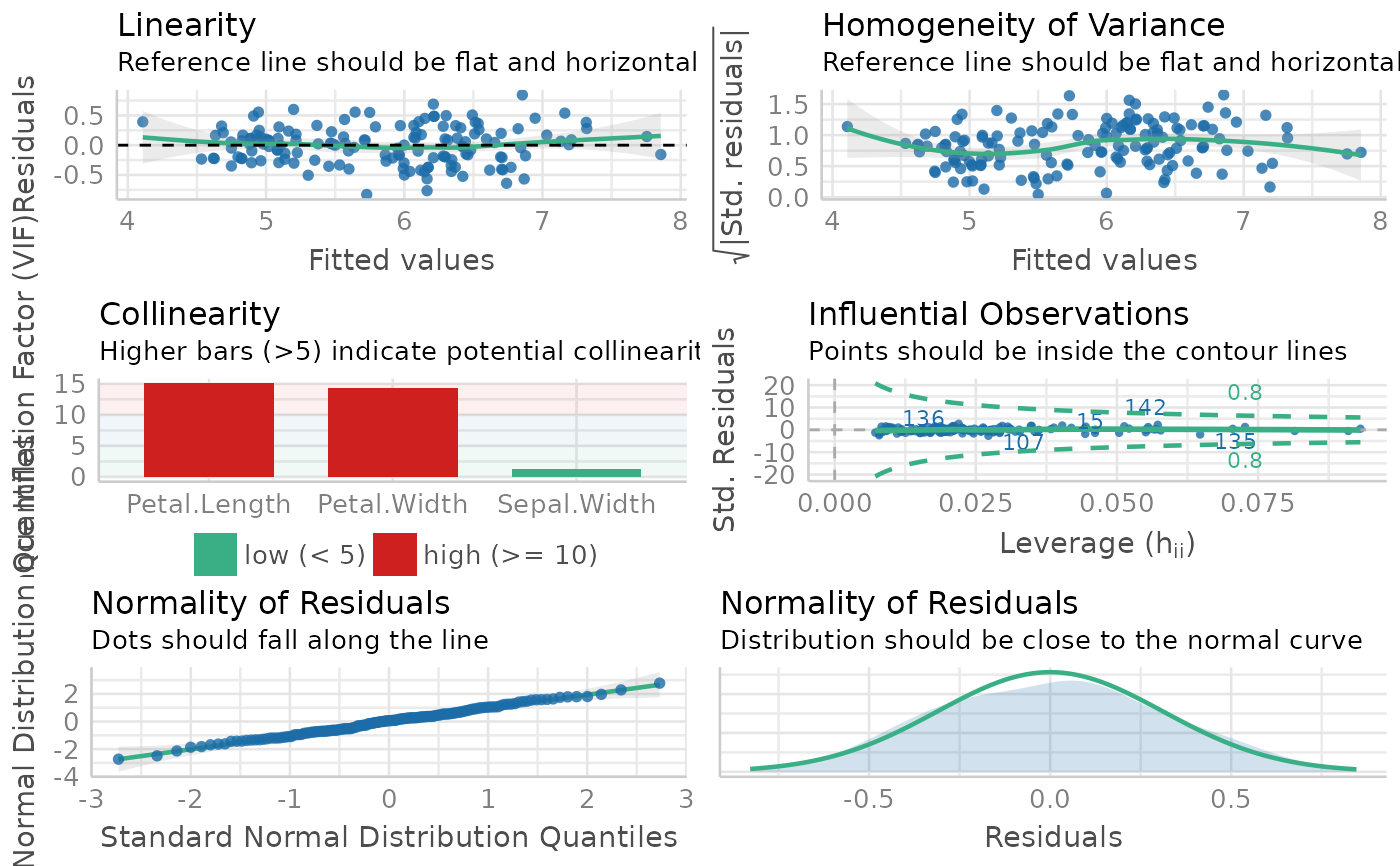 Linearity
Reference line should be flat and horizontal
Residuals
0.5
0.0
-0.5
4
5
6
7
8
Fitted values
Homogeneity of Variance
Reference line should be flat and horizontal
√|Std. residuals|
1.5
1.0
0.5
0.0
4
5
6
7
8
Fitted values
Collinearity
Higher bars (>5) indicate potential collinearit
Factor (VIF)
15
10
5
0
Petal.Length
Petal.Width
Sepal.Width
low (< 5)
high (>= 10)
Influential Observations
Points should be inside the contour lines
Std. Residuals
20
10
0
-10
-20
0.8
142
136
15
107
135
0.8
0.000
0.025
0.050
0.075
Leverage (hii)
Normality of Residuals
Dots should fall along the line
Normal Distribution
2
0
-2
-4
-3
-2
-1
0
1
2
3
Standard Normal Distribution Quantiles
Normality of Residuals
Distribution should be close to the normal curve
-0.5
0.0
0.5
Residuals